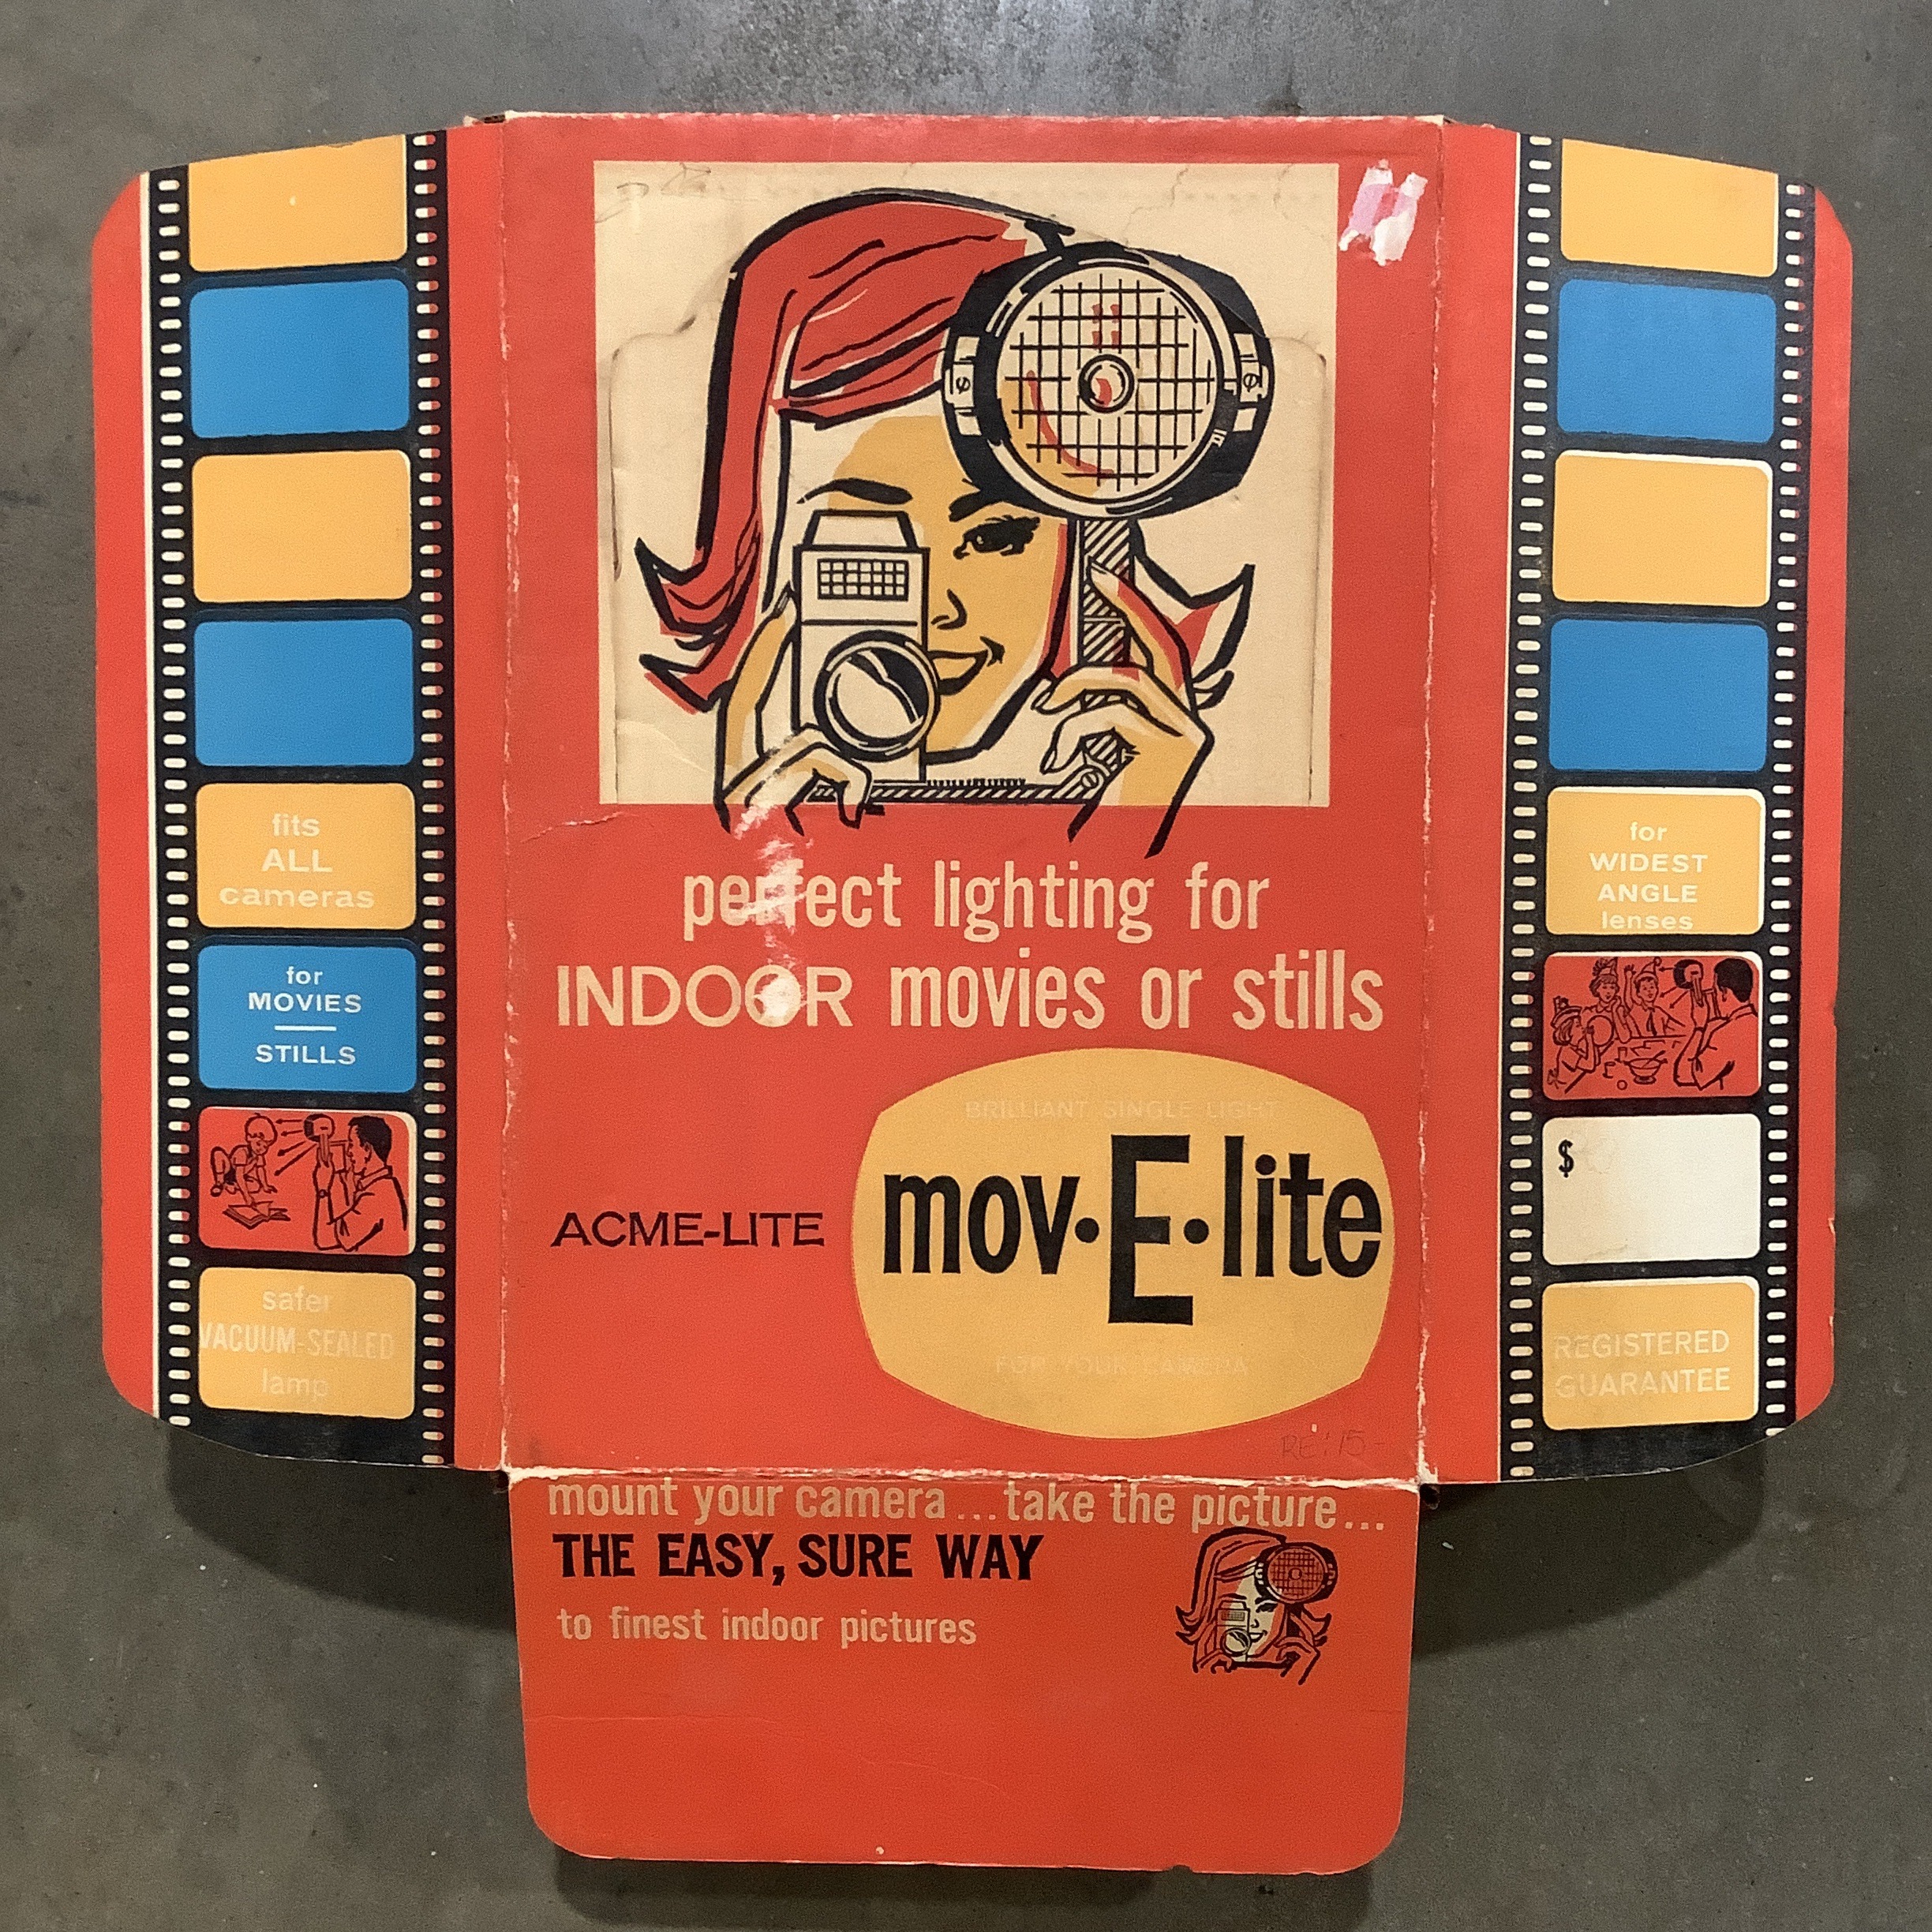 fits
ALL
cameras
for
MOVIES
STILLS
safer
VACUUM-SEALED
lamp
perfect lighting for
INDOOR movies or stills
ACME-LITE
BRILLIANT SINGLE LIGHT
mov·E·lite
FOR YOUR CAMERA
mount your camera...take the picture...
THE EASY, SURE WAY
to finest indoor pictures
for
WIDEST
ANGLE
lenses
$
REGISTERED
GUARANTEE